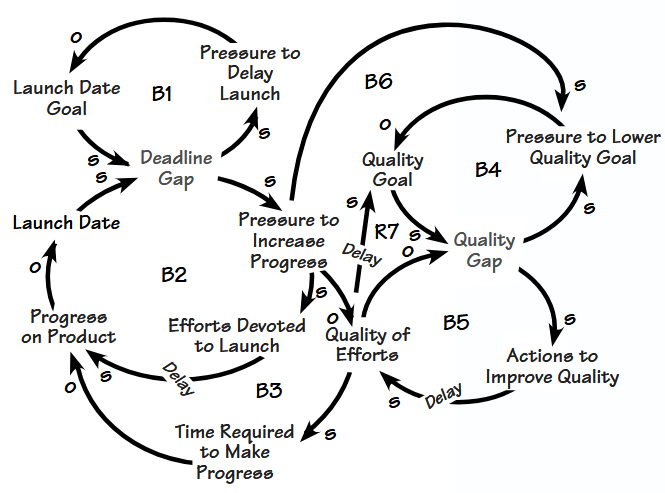 O
Pressure to
Delay
Launch
Launch Date
Goal
B1
S
S
S
Deadline
Gap
S
B6
S
O
Pressure to Lower
Quality Goal
Quality
Goal
B4
S
S
Launch Date
Pressure to
Increase
Progress
R7
S
O
Delay
Quality
Gap
O
B2
S
Progress
on Product
Efforts Devoted
to Launch
O
Quality of
Efforts
B5
S
Actions to
Improve Quality
O
S
Delay
B3
S
Delay
Time Required
to Make
Progress
S